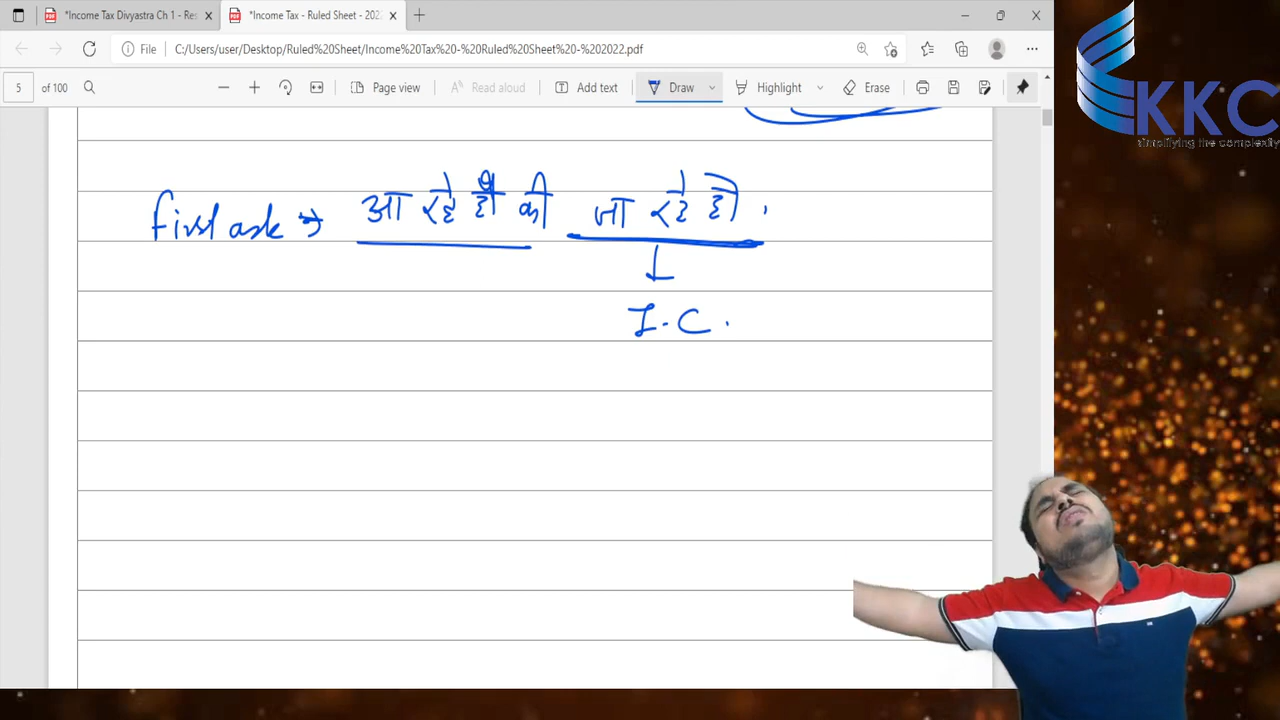 *Income Tax Divyastra Ch 1 - Res
*Income Tax - Ruled Sheet - 202
File C:/Users/user/Desktop/Ruled%20Sheet/Income%20Tax%20-%20Ruled%20Sheet%20-%202022.pdf
5 of 100 Page view Read aloud Add text Draw Highlight Erase
KKC
simplifying the complexity
first ask → आ रहे हो की जा रहे हो.
I.C.